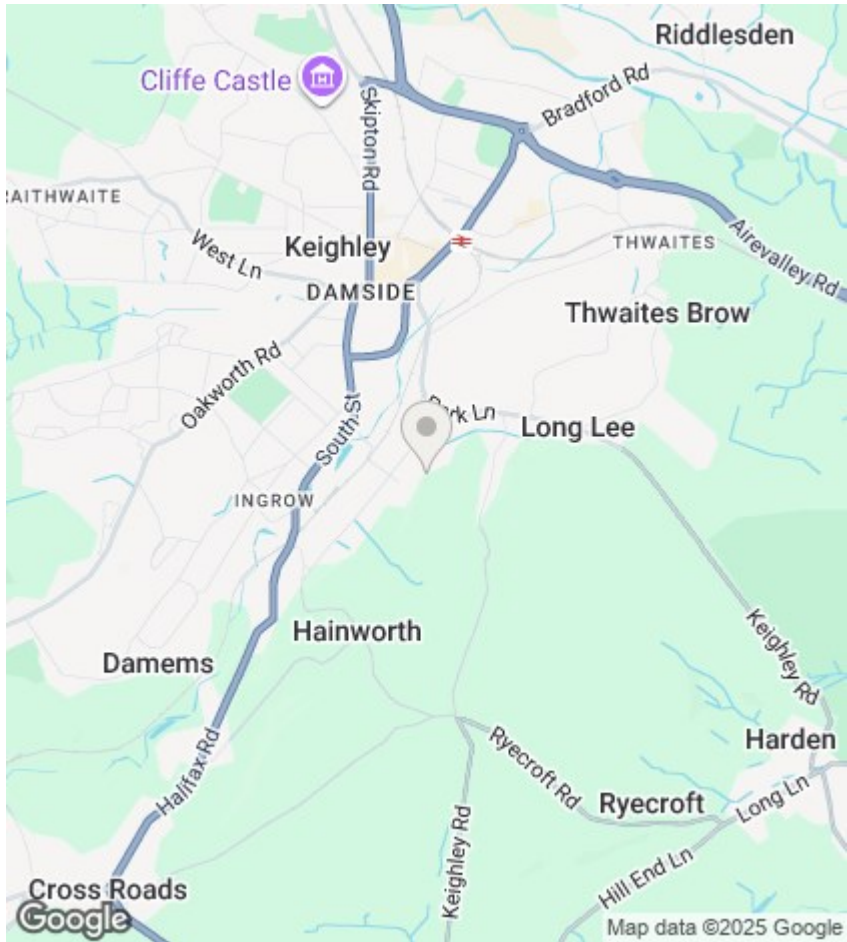 Riddlesden
Cliffe Castle
Bradford Rd
Skipton Rd
RAITHWAITE
West Ln
Keighley
THWAITES
Airevalley Rd
DAMSIDE
Thwaites Brow
Oakworth Rd
Park Ln
Long Lee
South St
INGROW
Hainworth
Damems
Keighley Rd
Halifax Rd
Harden
Ryecroft Rd
Ryecroft
Long Ln
Keighley Rd
Hill End Ln
Cross Roads
Google
Map data ©2025 Google